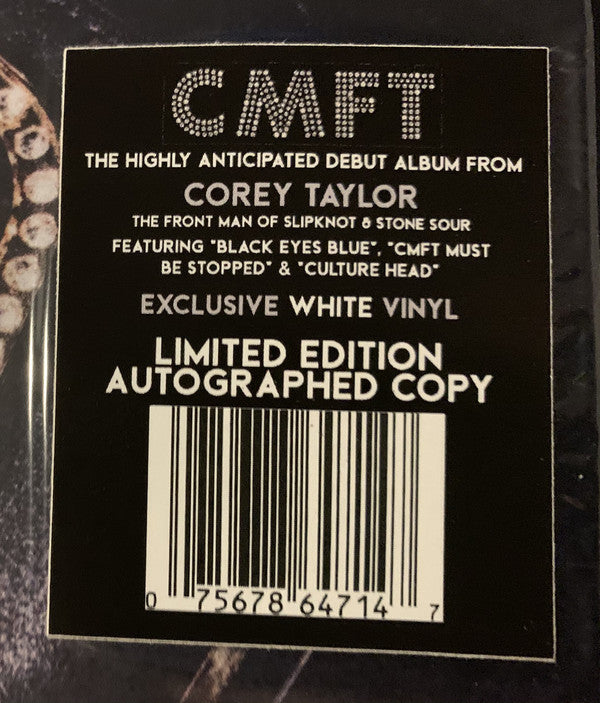 CMFT
THE HIGHLY ANTICIPATED DEBUT ALBUM FROM
COREY TAYLOR
THE FRONT MAN OF SLIPKNOT & STONE SOUR
FEATURING "BLACK EYES BLUE", "CMFT MUST
BE STOPPED" & "CULTURE HEAD"
EXCLUSIVE WHITE VINYL
LIMITED EDITION
AUTOGRAPHED COPY
0 75678 64714 7